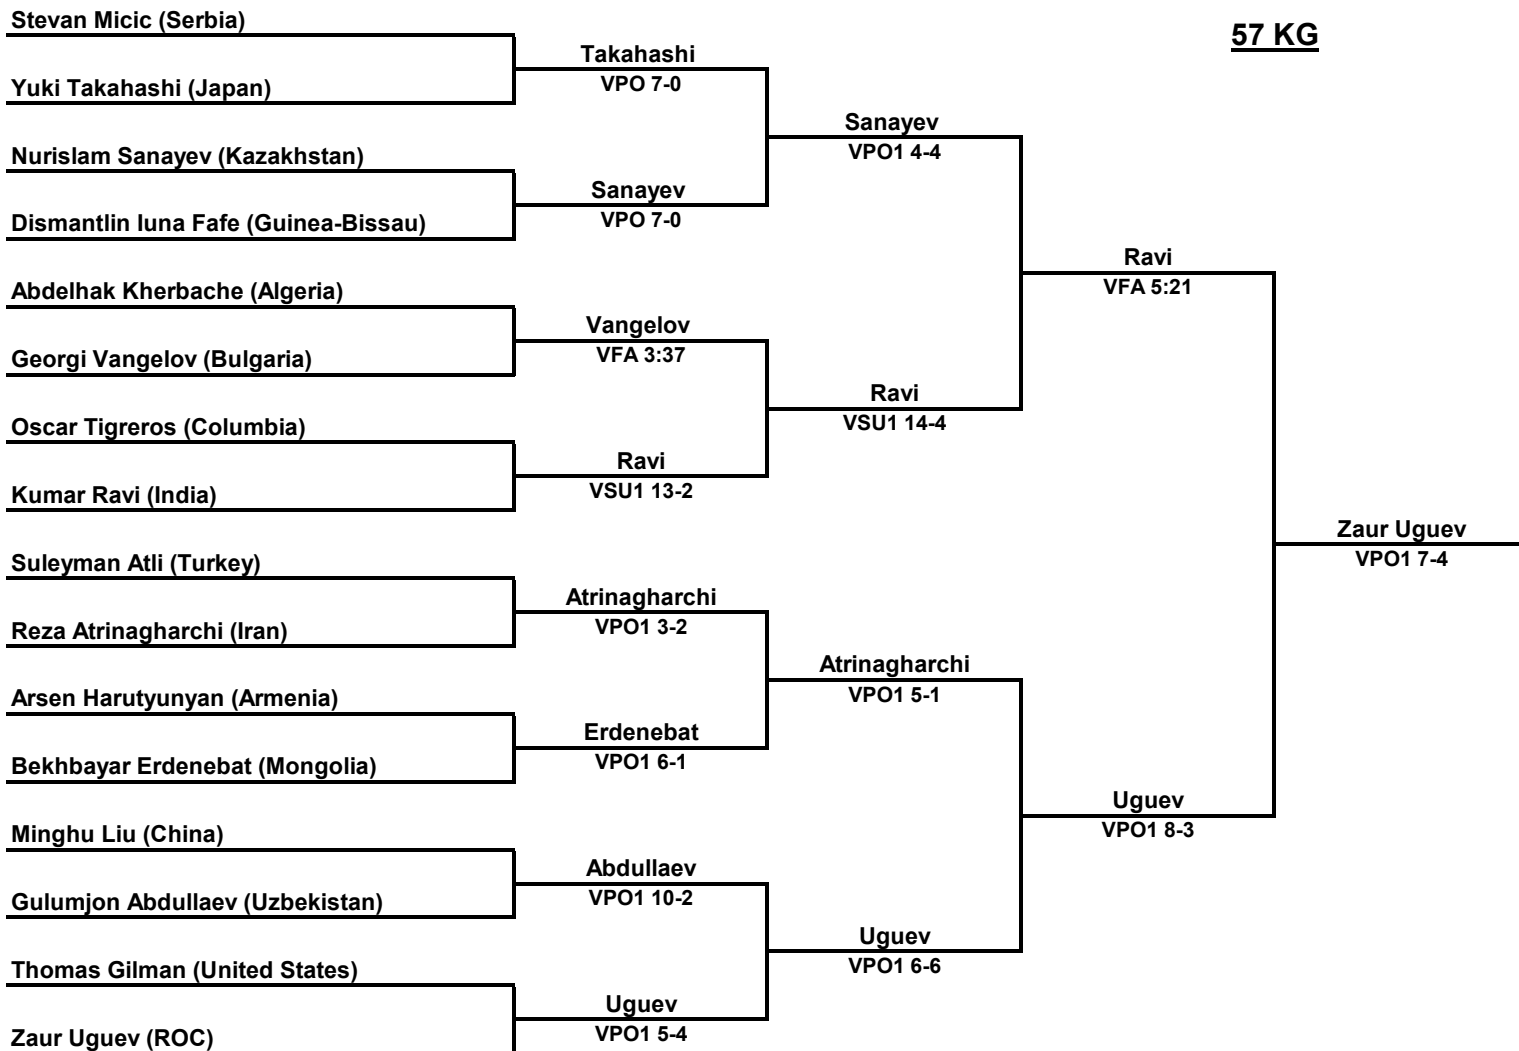 Stevan Micic (Serbia)
57 KG
Takahashi
VPO 7-0
Yuki Takahashi (Japan)
Sanayev
VPO1 4-4
Nurislam Sanayev (Kazakhstan)
Sanayev
VPO 7-0
Dismantlin Iuna Fafe (Guinea-Bissau)
Ravi
VFA 5:21
Abdelhak Kherbache (Algeria)
Vangelov
VFA 3:37
Georgi Vangelov (Bulgaria)
Ravi
VSU1 14-4
Oscar Tigreros (Columbia)
Ravi
VSU1 13-2
Kumar Ravi (India)
Zaur Uguev
VPO1 7-4
Suleyman Atli (Turkey)
Atrinagharchi
VPO1 3-2
Reza Atrinagharchi (Iran)
Atrinagharchi
VPO1 5-1
Arsen Harutyunyan (Armenia)
Erdenebat
VPO1 6-1
Bekhbayar Erdenebat (Mongolia)
Uguev
VPO1 8-3
Minghu Liu (China)
Abdullaev
VPO1 10-2
Gulumjon Abdullaev (Uzbekistan)
Uguev
VPO1 6-6
Thomas Gilman (United States)
Uguev
VPO1 5-4
Zaur Uguev (ROC)